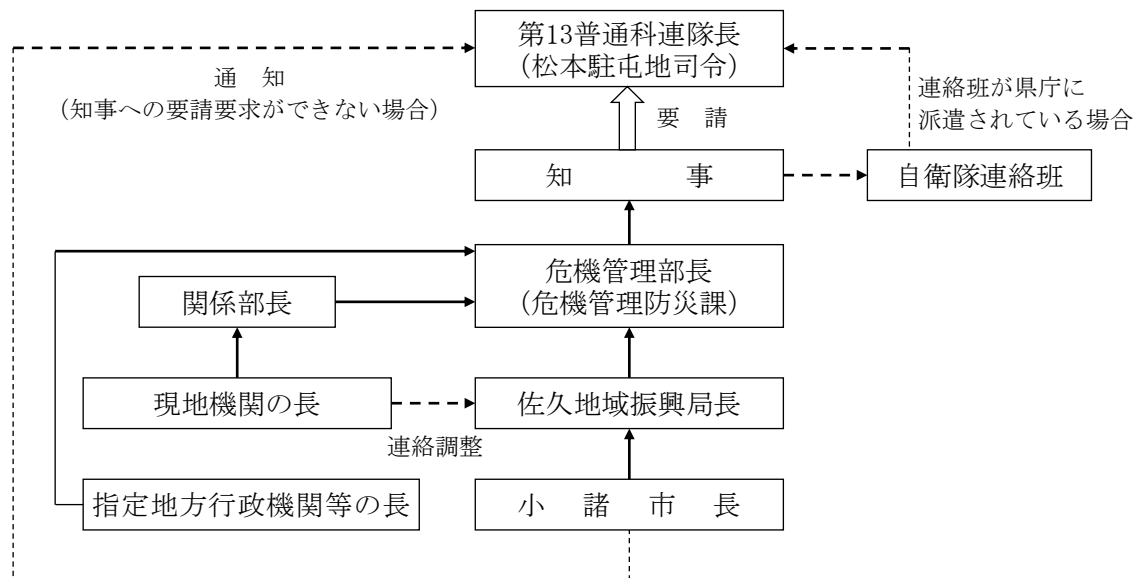 第13普通科連隊長
(松本駐屯地司令)
通　知
(知事への要請要求ができない場合)
連絡班が県庁に
派遣されている場合
要　請
知　　　事
自衛隊連絡班
危機管理部長
(危機管理防災課)
関係部長
現地機関の長
佐久地域振興局長
連絡調整
指定地方行政機関等の長
小　諸　市　長